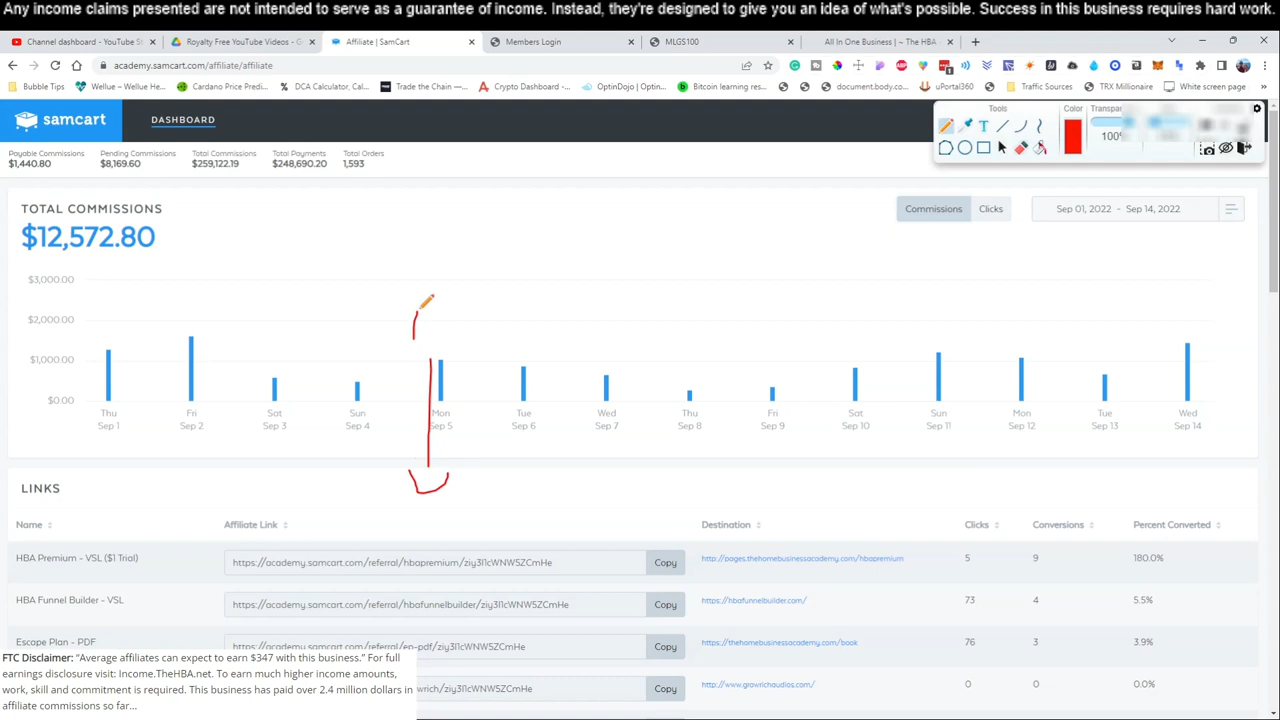 Any income claims presented are not intended to serve as a guarantee of income. Instead, they're designed to give you an idea of what's possible. Success in this business requires hard work.
Channel dashboard - YouTube S
Royalty Free YouTube Videos - G
Affiliate | SamCart
Members Login
MLGS100
All In One Business | ~ The HBA
academy.samcart.com/affiliate/affiliate
Bubble Tips
Wellue – Wellue He...
Cardano Price Predi...
DCA Calculator, Cal...
Trade the Chain —...
Crypto Dashboard -...
OptinDojo | Optin...
Bitcoin learning res...
document.body.co...
uPortal360
Traffic Sources
TRX Millionaire
White screen page
samcart
DASHBOARD
Tools
Color
Transpare
100%
Payable Commissions
Pending Commissions
Total Commissions
Total Payments
Total Orders
$1,440.80
$8,169.60
$259,122.19
$248,690.20
1,593
TOTAL COMMISSIONS
$12,572.80
Commissions
Clicks
Sep 01, 2022 - Sep 14, 2022
$3,000.00
$2,000.00
$1,000.00
$0.00
Thu Fri Sat Sun Mon Tue Wed Thu Fri Sat Sun Mon Tue Wed
Sep 1 Sep 2 Sep 3 Sep 4 Sep 5 Sep 6 Sep 7 Sep 8 Sep 9 Sep 10 Sep 11 Sep 12 Sep 13 Sep 14
LINKS
Name Affiliate Link Destination Clicks Conversions Percent Converted
HBA Premium - VSL ($1 Trial) https://academy.samcart.com/referral/hbapremium/ziy3l1cWNW5ZCmHe Copy http://pages.thehomebusinessacademy.com/hbapremium 5 9 180.0%
HBA Funnel Builder - VSL https://academy.samcart.com/referral/hbafunnelbuilder/ziy3l1cWNW5ZCmHe Copy https://hbafunnelbuilder.com/ 73 4 5.5%
Escape Plan - PDF https://academy.samcart.com/referral/ep-pdf/ziy3l1cWNW5ZCmHe Copy https://thehomebusinessacademy.com/book 76 3 3.9%
wrich/ziy3l1cWNW5ZCmHe Copy http://www.growrichaudios.com/ 0 0 0.0%
FTC Disclaimer: "Average affiliates can expect to earn $347 with this business." For full
earnings disclosure visit: Income.TheHBA.net. To earn much higher income amounts,
work, skill and commitment is required. This business has paid over 2.4 million dollars in
affiliate commissions so far...